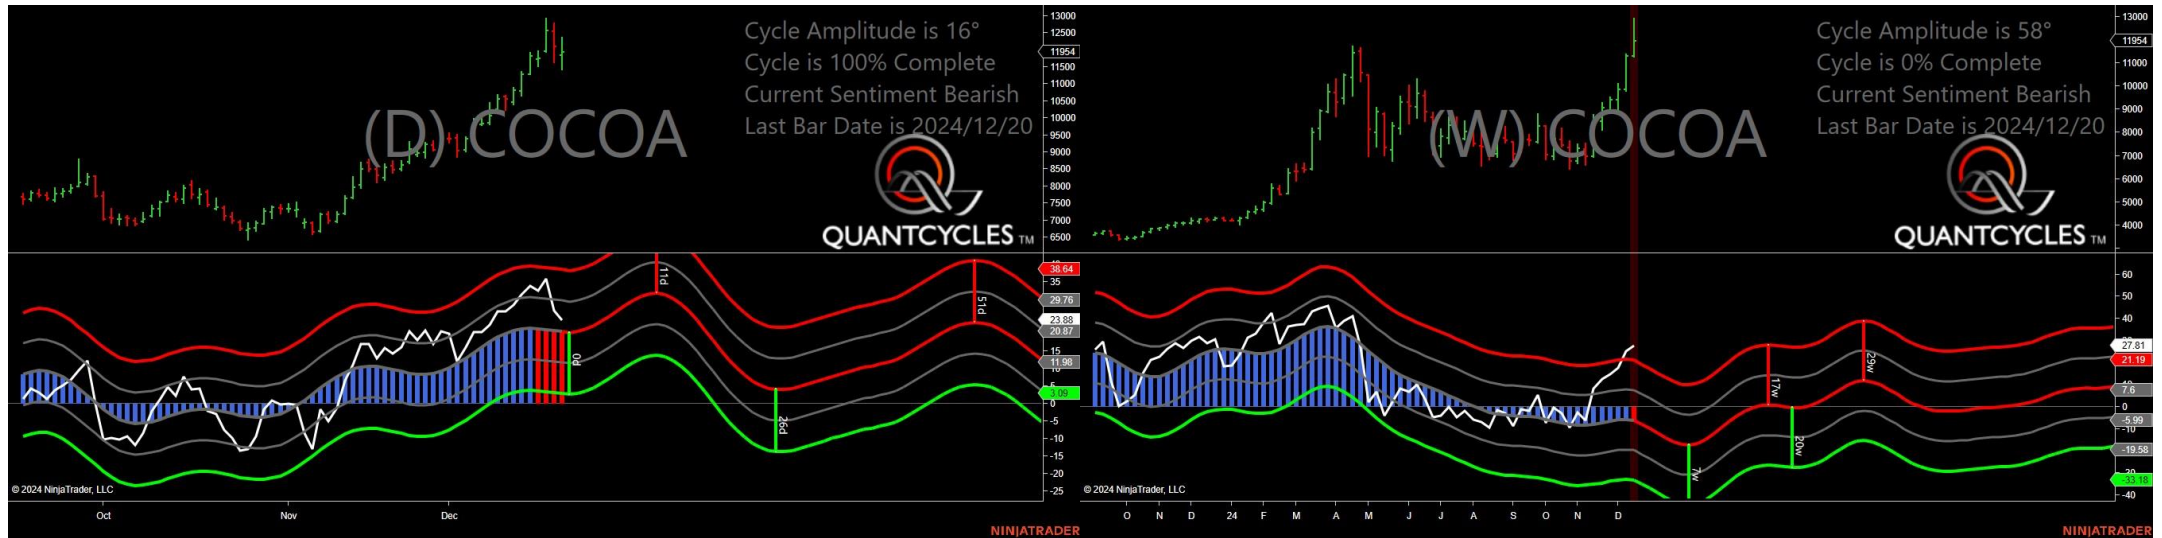 Cycle Amplitude is 16°
Cycle is 100% Complete
Current Sentiment Bearish
Last Bar Date is 2024/12/20
(D) COCOA
QUANTCYCLES TM
13000
12500
11954
11500
11000
10500
10000
9500
9000
8500
8000
7500
7000
6500
11d
51d
0d
26d
38.64
35
29.76
23.88
20.87
15
11.98
5
3.09
0
-5
-10
-15
-20
-25
© 2024 NinjaTrader, LLC
Oct Nov Dec
NINJATRADER
Cycle Amplitude is 58°
Cycle is 0% Complete
Current Sentiment Bearish
Last Bar Date is 2024/12/20
(W) COCOA
QUANTCYCLES TM
13000
11954
11000
10000
9000
8000
7000
6000
5000
4000
17w
29w
7w
20w
60
50
40
27.81
21.19
7.6
0
-5.99
-10
-19.58
-33.18
-40
© 2024 NinjaTrader, LLC
O N D 24 F M A M J J A S O N D
NINJATRADER